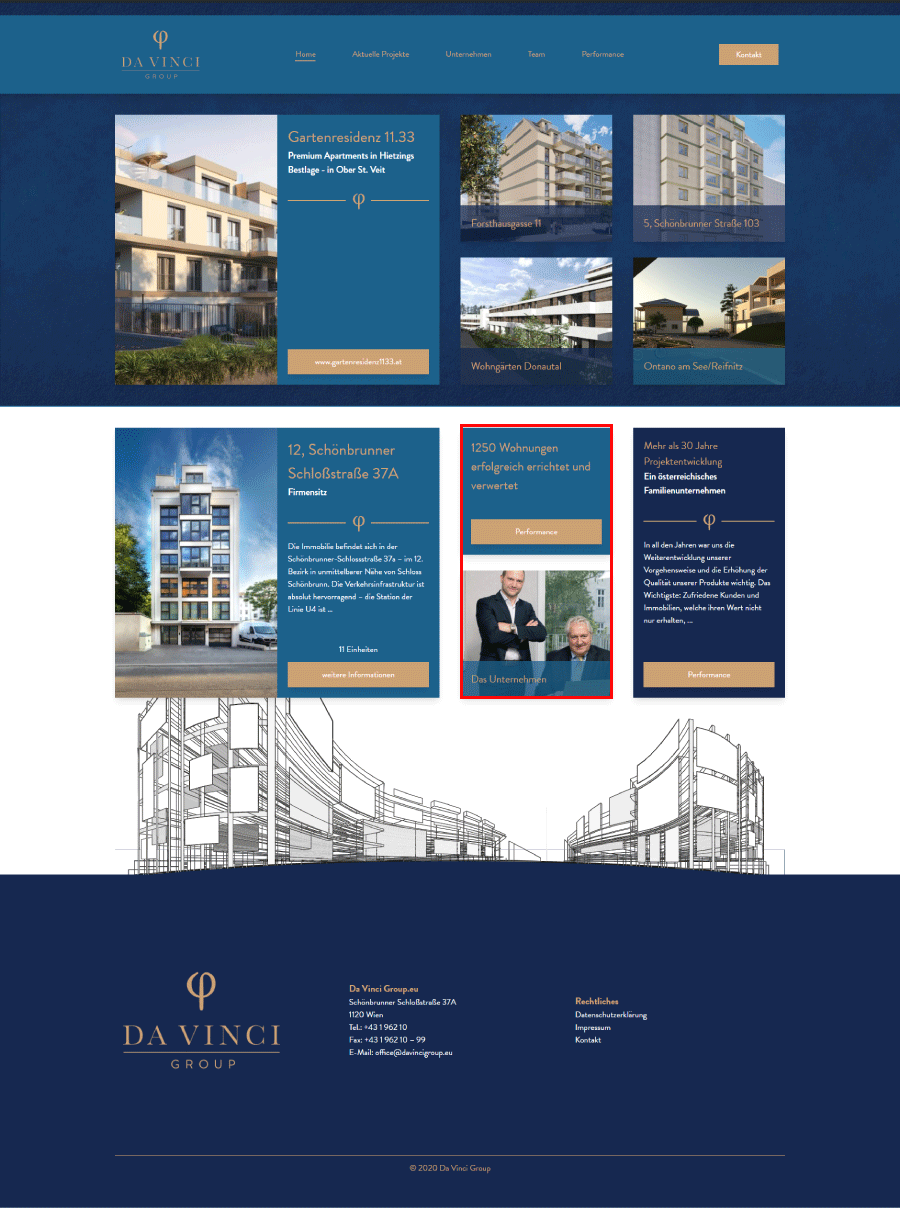 DA VINCI
GROUP
Home
Aktuelle Projekte
Unternehmen
Team
Performance
Kontakt
Gartenresidenz 11.33
Premium Apartments in Hietzings
Bestlage - in Ober St. Veit
www.gartenresidenz1133.at
Forsthausgasse 11
5, Schönbrunner Straße 103
Wohngärten Donautal
Ontano am See/Reifnitz
12, Schönbrunner
Schloßstraße 37A
Firmensitz
Die Immobilie befindet sich in der
Schönbrunner-Schlossstraße 37a – im 12.
Bezirk in unmittelbarer Nähe von Schloss
Schönbrunn. Die Verkehrsinfrastruktur ist
absolut hervorragend – die Station der
Linie U4 ist ...
11 Einheiten
weitere Informationen
1250 Wohnungen
erfolgreich errichtet und
verwertet
Performance
Das Unternehmen
Mehr als 30 Jahre
Projektentwicklung
Ein österreichisches
Familienunternehmen
In all den Jahren war uns die
Weiterentwicklung unserer
Vorgehensweise und die Erhöhung der
Qualität unserer Produkte wichtig. Das
Wichtigste: Zufriedene Kunden und
Immobilien, welche ihren Wert nicht
nur erhalten, ...
Performance
DA VINCI
GROUP
Da Vinci Group.eu
Schönbrunner Schloßstraße 37A
1120 Wien
Tel.: +43 1 962 10
Fax: +43 1 962 10 – 99
E-Mail: office@davincigroup.eu
Rechtliches
Datenschutzerklärung
Impressum
Kontakt
© 2020 Da Vinci Group